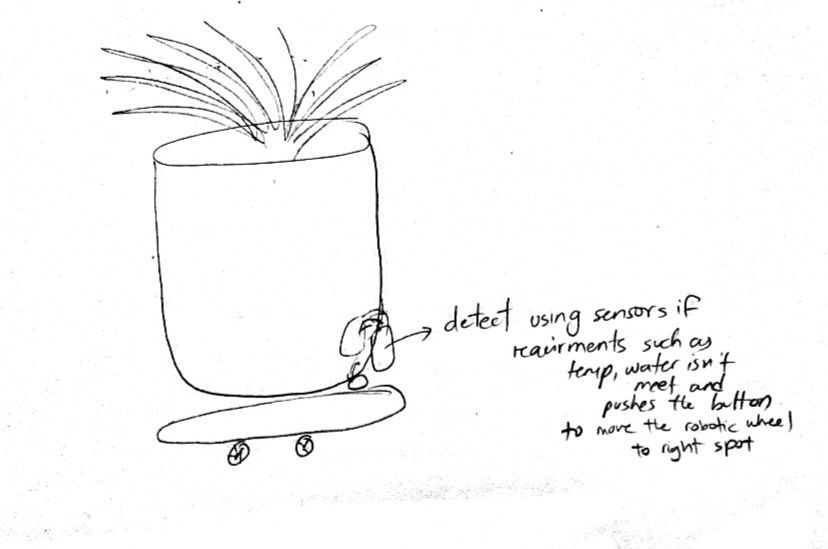 detect using sensors if
requirments such as
temp, water isn't
meet and
pushes the button
to move the robotic wheel
to right spot